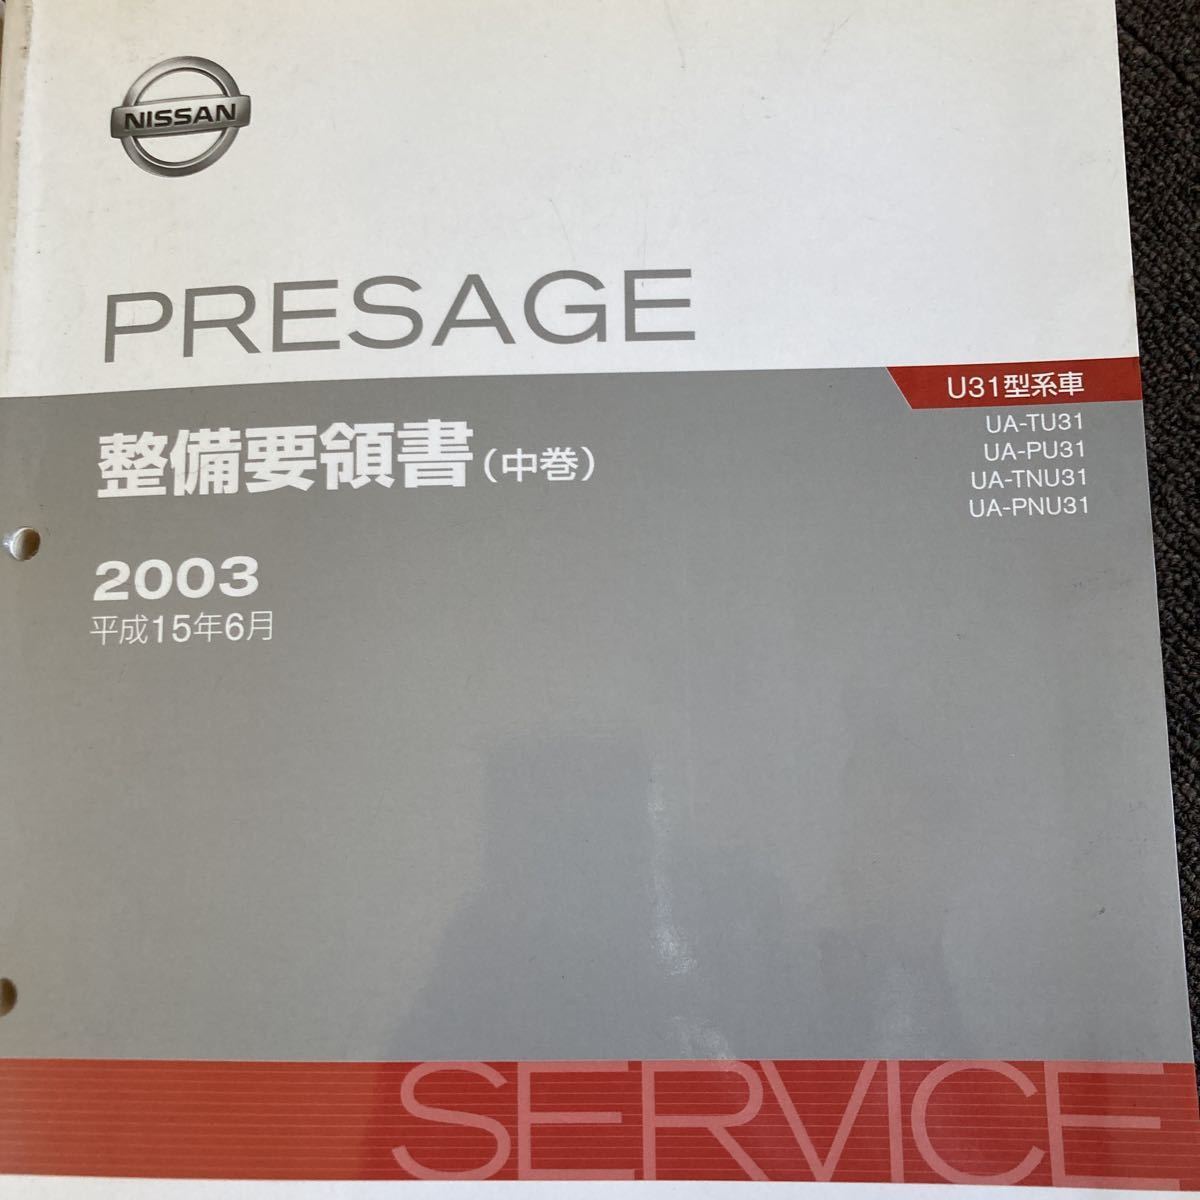 NISSAN
PRESAGE
U31型系車
UA-TU31
UA-PU31
UA-TNU31
UA-PNU31
整備要領書（中巻）
2003
平成15年6月
SERVICE